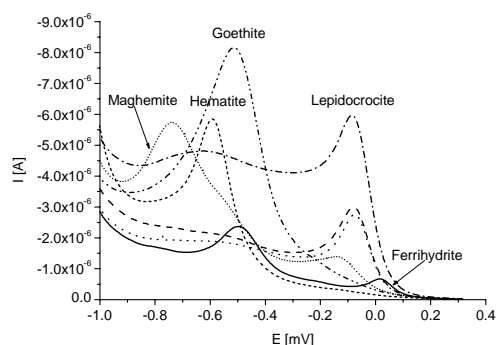 -9.0x10-6
-8.0x10-6
-7.0x10-6
-6.0x10-6
-5.0x10-6
-4.0x10-6
-3.0x10-6
-2.0x10-6
-1.0x10-6
0.0
I [A]
Goethite
Maghemite
Hematite
Lepidocrocite
Ferrihydrite
-1.0 -0.8 -0.6 -0.4 -0.2 0.0 0.2 0.4
E [mV]